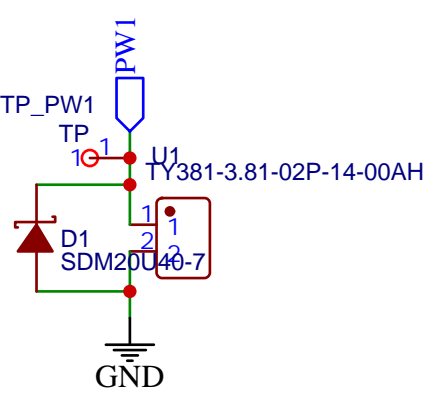 PW1
TP_PW1
TP
1
1
U1
TY381-3.81-02P-14-00AH
1
1
2
2
D1
SDM20U40-7
GND